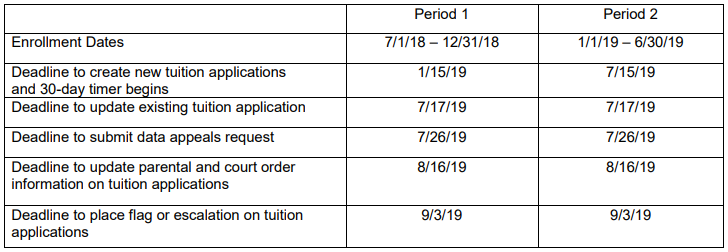 Period 1 Period 2
Enrollment Dates 7/1/18 – 12/31/18 1/1/19 – 6/30/19
Deadline to create new tuition applications 1/15/19 7/15/19
and 30-day timer begins
Deadline to update existing tuition application 7/17/19 7/17/19
Deadline to submit data appeals request 7/26/19 7/26/19
Deadline to update parental and court order 8/16/19 8/16/19
information on tuition applications
Deadline to place flag or escalation on tuition 9/3/19 9/3/19
applications